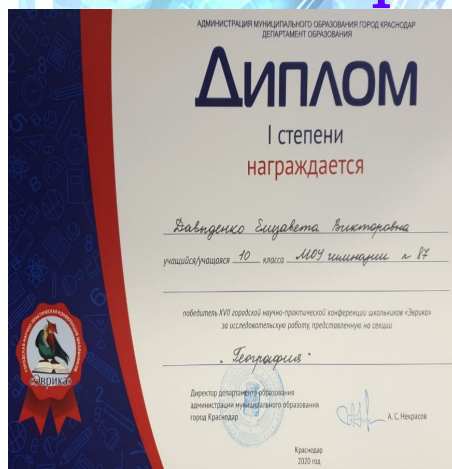 АДМИНИСТРАЦИЯ МУНИЦИПАЛЬНОГО ОБРАЗОВАНИЯ ГОРОД КРАСНОДАР
ДЕПАРТАМЕНТ ОБРАЗОВАНИЯ
ДИПЛОМ
I степени
награждается
Давиденко Елизавета Викторовна
учащийся/учащаяся 10 класса МОУ гимназии № 87
победитель XVII городской научно-практической конференции школьников «Эврика»
за исследовательскую работу, представленную на секции
"География"
«Эврика»
Директор департамента образования
администрации муниципального образования
город Краснодар
А. С. Некрасов
Краснодар
2020 год